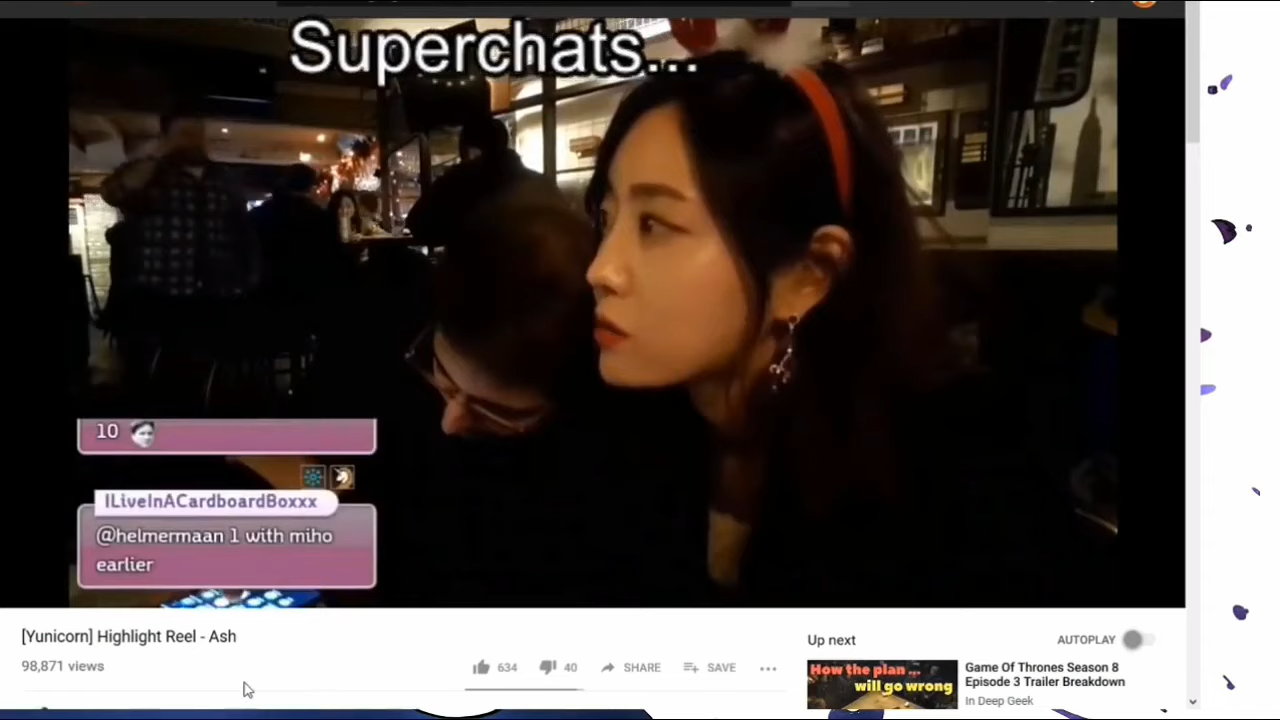 Superchats...
10
ILiveInACardboardBoxxx
@helmermaan 1 with miho
earlier
[Yunicorn] Highlight Reel - Ash
98,871 views
634
40
SHARE
SAVE
Up next
AUTOPLAY
How the plan ...
will go wrong
Game Of Thrones Season 8
Episode 3 Trailer Breakdown
In Deep Geek